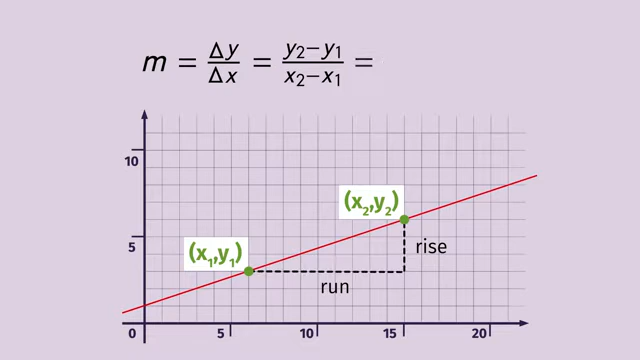 m = Δy/Δx = y₂−y₁/x₂−x₁ =
10
(x₂,y₂)
5
rise
(x₁,y₁)
run
0 5 10 15 20